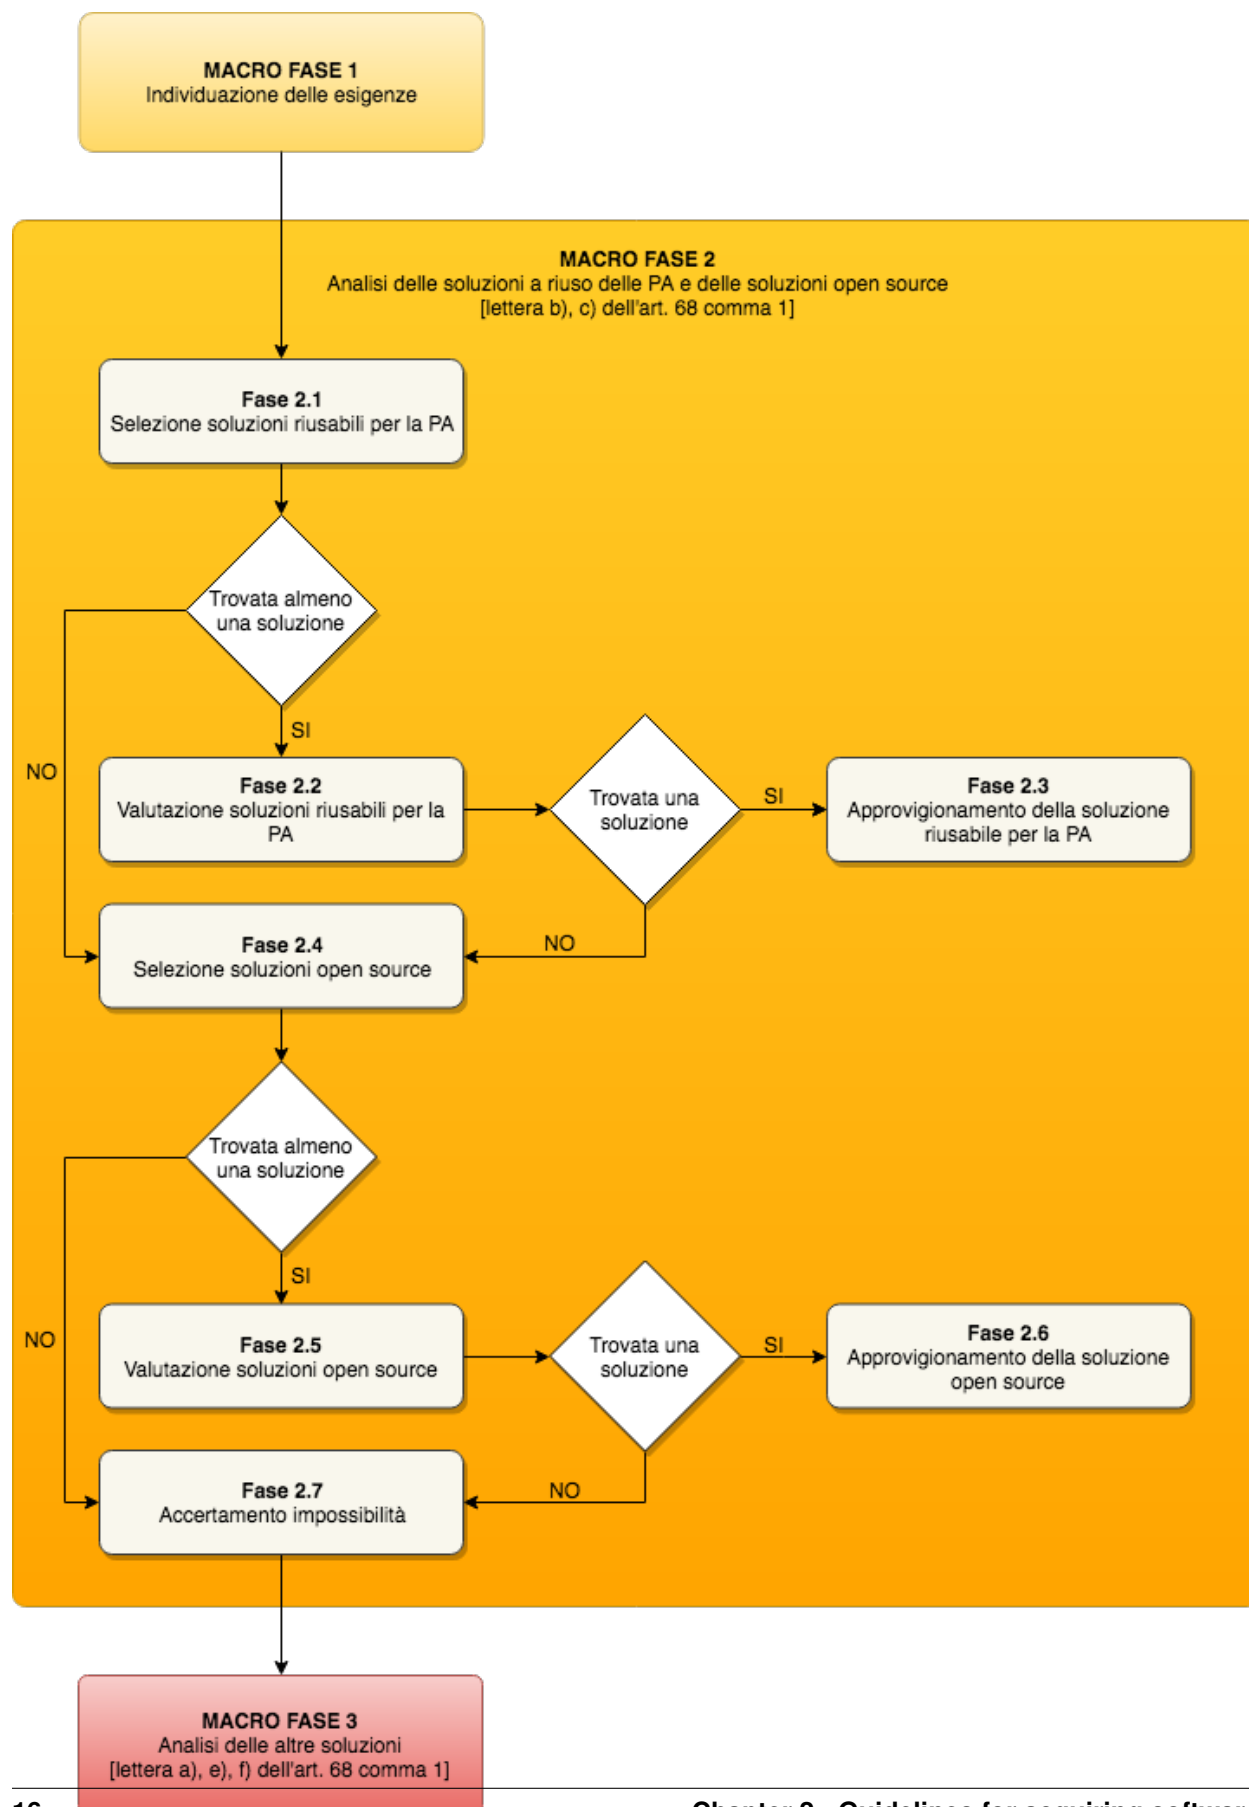 MACRO FASE 1
Individuazione delle esigenze
MACRO FASE 2
Analisi delle soluzioni a riuso delle PA e delle soluzioni open source
[lettera b), c) dell'art. 68 comma 1]
Fase 2.1
Selezione soluzioni riusabili per la PA
Trovata almeno
una soluzione
SI
NO
Fase 2.2
Valutazione soluzioni riusabili per la
PA
Trovata una
soluzione
SI
Fase 2.3
Approvigionamento della soluzione
riusabile per la PA
NO
Fase 2.4
Selezione soluzioni open source
Trovata almeno
una soluzione
SI
NO
Fase 2.5
Valutazione soluzioni open source
Trovata una
soluzione
SI
Fase 2.6
Approvigionamento della soluzione
open source
NO
Fase 2.7
Accertamento impossibilità
MACRO FASE 3
Analisi delle altre soluzioni
[lettera a), e), f) dell'art. 68 comma 1]
16 Chapter 2. Guidelines for acquiring